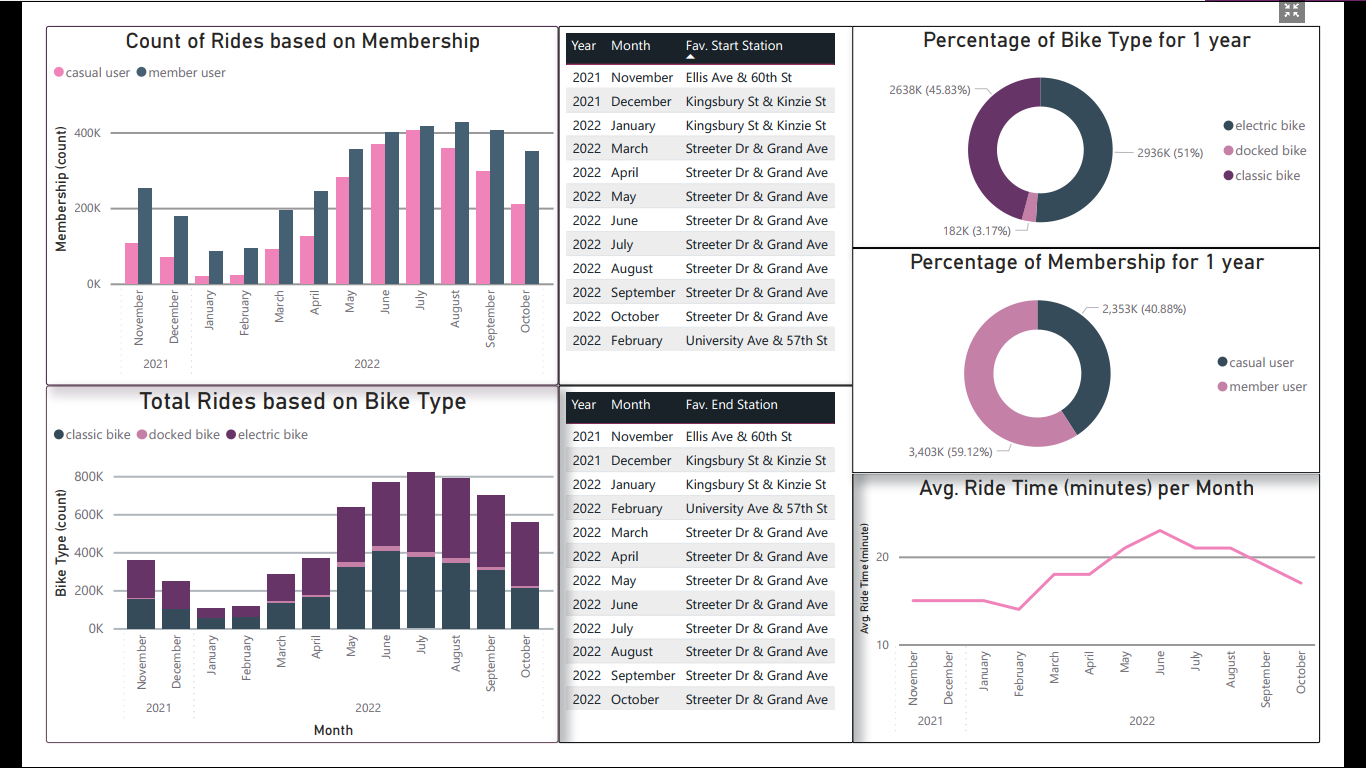 Count of Rides based on Membership
casual user member user
Membership (count)
400K
200K
0K
November December January February March April May June July August September October
2021 2022
Year Month Fav. Start Station
2021 November Ellis Ave & 60th St
2021 December Kingsbury St & Kinzie St
2022 January Kingsbury St & Kinzie St
2022 March Streeter Dr & Grand Ave
2022 April Streeter Dr & Grand Ave
2022 May Streeter Dr & Grand Ave
2022 June Streeter Dr & Grand Ave
2022 July Streeter Dr & Grand Ave
2022 August Streeter Dr & Grand Ave
2022 September Streeter Dr & Grand Ave
2022 October Streeter Dr & Grand Ave
2022 February University Ave & 57th St
Percentage of Bike Type for 1 year
2638K (45.83%)
2936K (51%)
182K (3.17%)
electric bike
docked bike
classic bike
Percentage of Membership for 1 year
2,353K (40.88%)
3,403K (59.12%)
casual user
member user
Total Rides based on Bike Type
classic bike docked bike electric bike
Bike Type (count)
800K
600K
400K
200K
0K
November December January February March April May June July August September October
2021 2022
Month
Year Month Fav. End Station
2021 November Ellis Ave & 60th St
2021 December Kingsbury St & Kinzie St
2022 January Kingsbury St & Kinzie St
2022 February University Ave & 57th St
2022 March Streeter Dr & Grand Ave
2022 April Streeter Dr & Grand Ave
2022 May Streeter Dr & Grand Ave
2022 June Streeter Dr & Grand Ave
2022 July Streeter Dr & Grand Ave
2022 August Streeter Dr & Grand Ave
2022 September Streeter Dr & Grand Ave
2022 October Streeter Dr & Grand Ave
Avg. Ride Time (minutes) per Month
Avg. Ride Time (minute)
20
10
November December January February March April May June July August September October
2021 2022